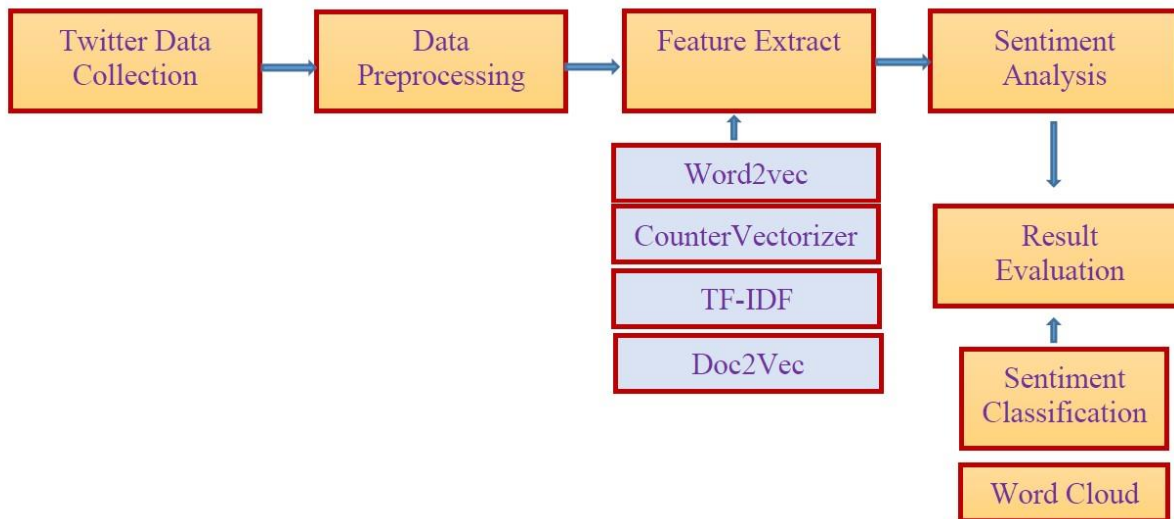 Twitter Data
Collection
Data
Preprocessing
Feature Extract
Sentiment
Analysis
Word2vec
CounterVectorizer
TF-IDF
Doc2Vec
Result
Evaluation
Sentiment
Classification
Word Cloud